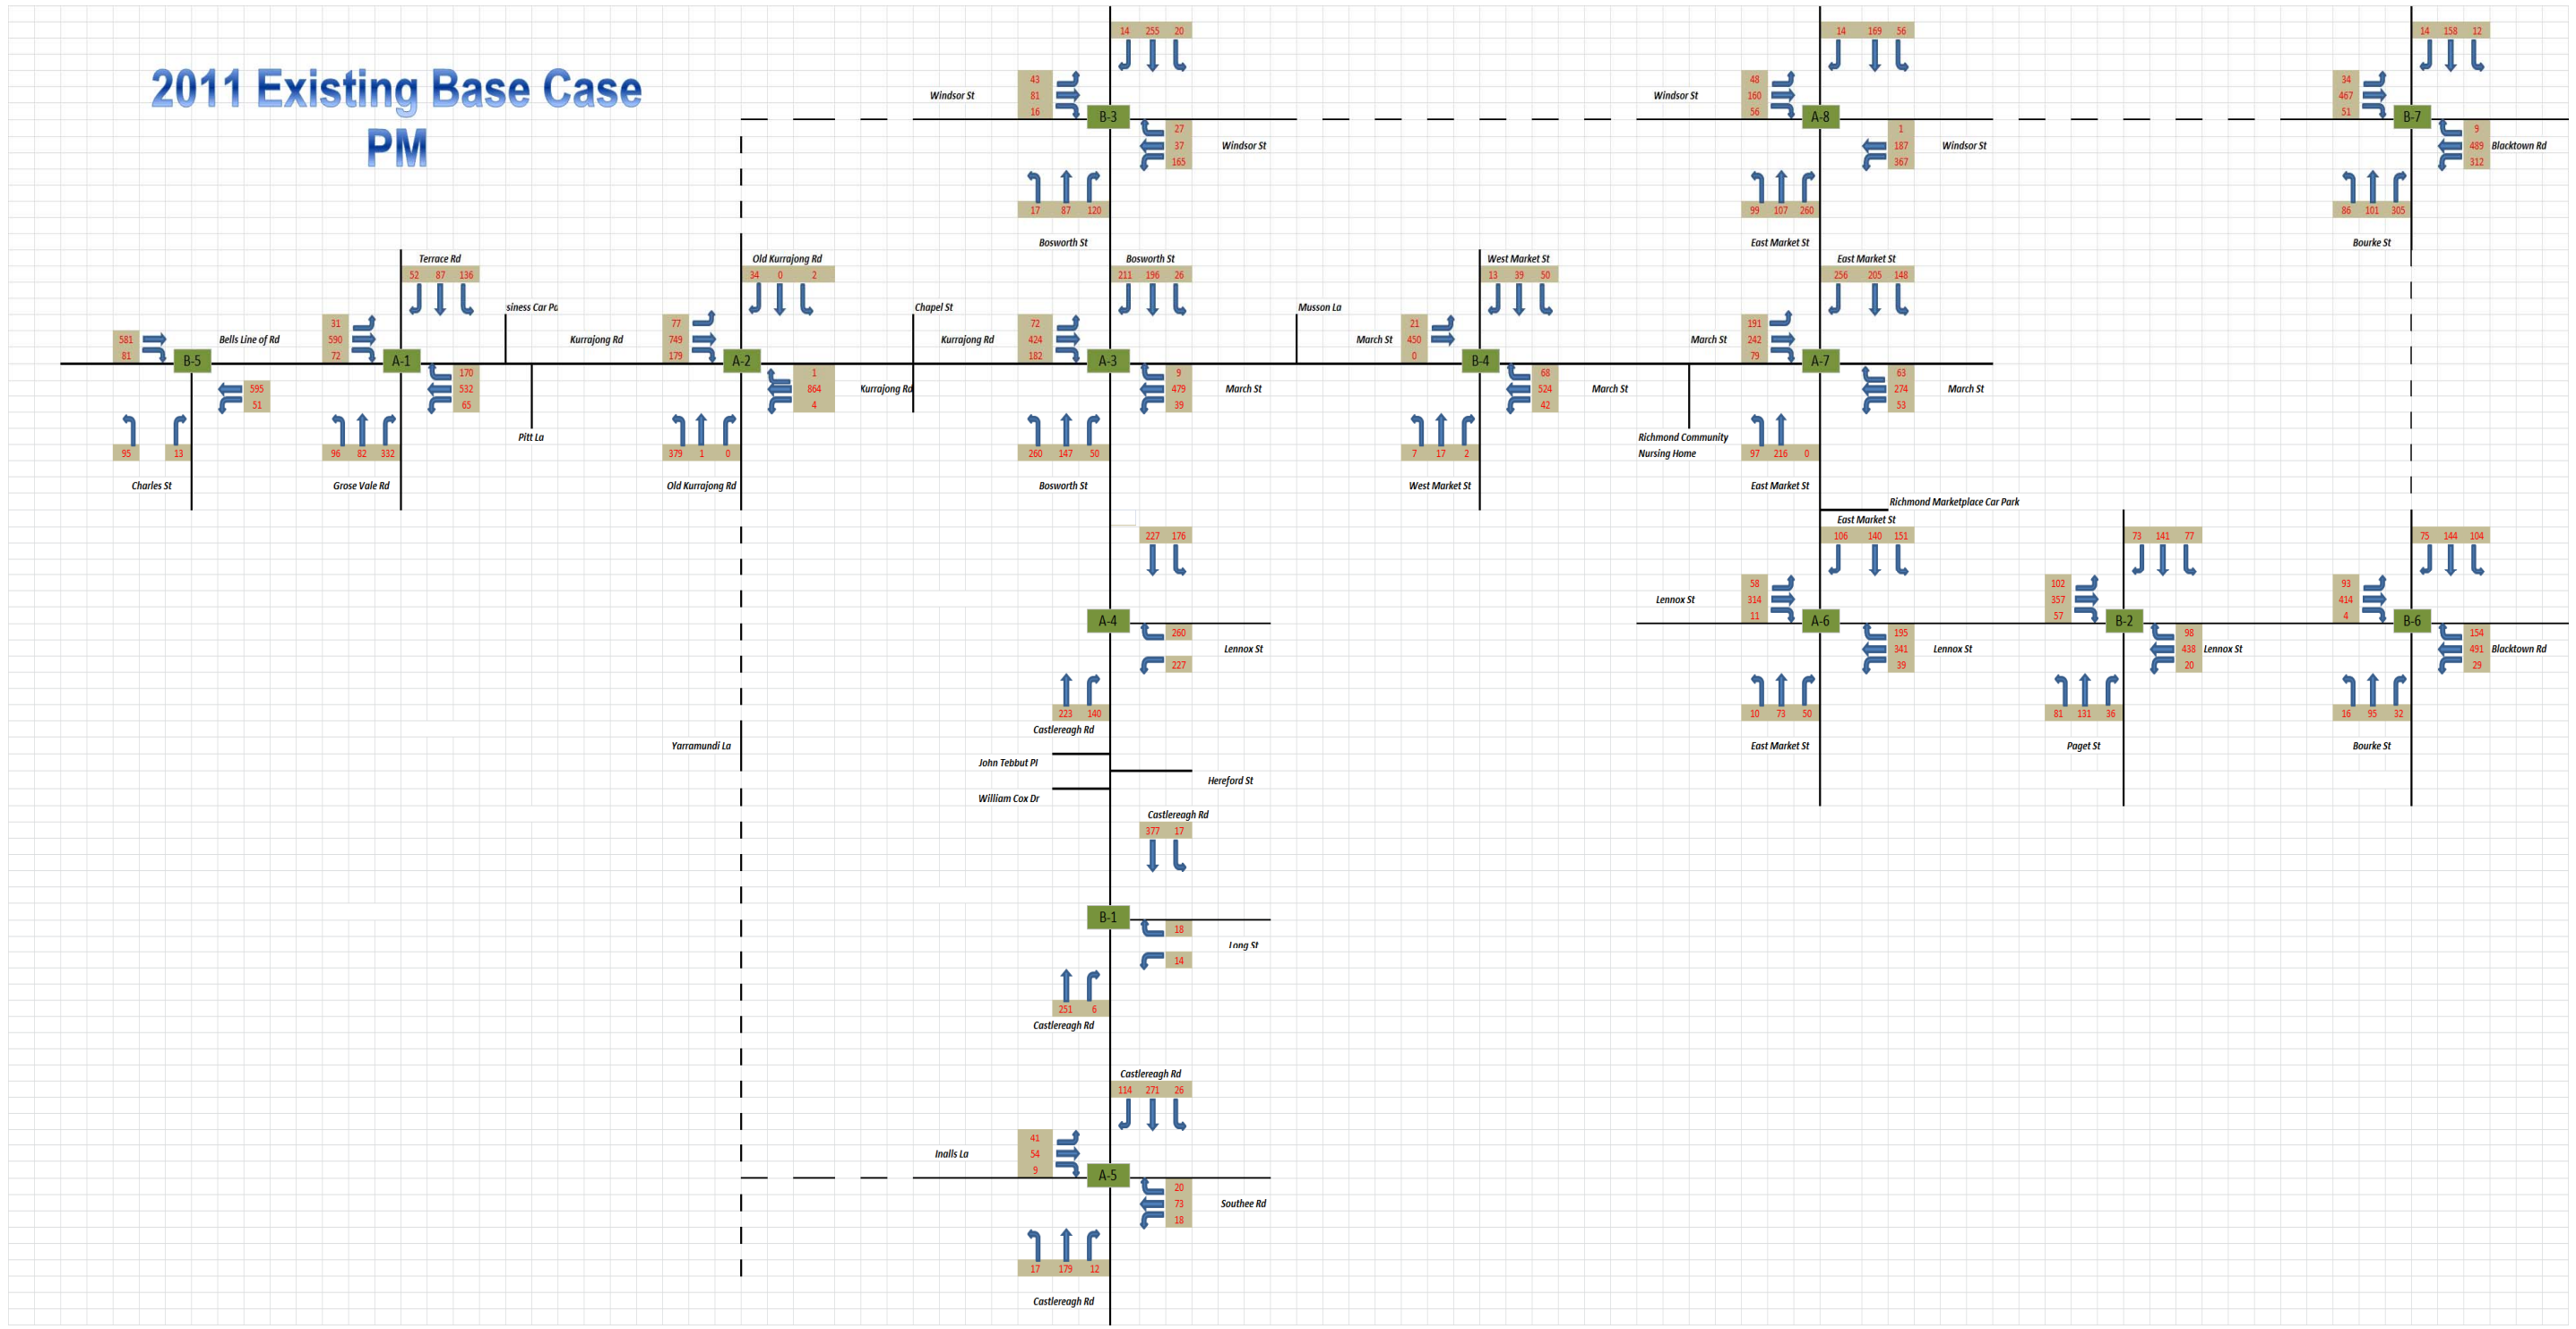 2011 Existing Base Case
PM
14 255 20
14 169 56
14 158 12
43
81
16
Windsor St
B-3
27
37
165
Windsor St
17 87 120
Bosworth St
48
160
56
Windsor St
A-8
1
187
367
Windsor St
99 107 260
East Market St
34
467
51
B-7
9
489
312
Blacktown Rd
86 101 305
Bourke St
581
81
B-5
Bells Line of Rd
595
51
95 13
Charles St
Terrace Rd
52 87 136
31
590
72
A-1
170
532
65
96 82 332
Grose Vale Rd
siness Car Pa
Pitt La
Kurrajong Rd
Old Kurrajong Rd
34 0 2
77
749
179
A-2
1
864
4
379 1 0
Old Kurrajong Rd
Chapel St
Kurrajong Rd
Kurrajong Rd
Bosworth St
211 196 26
72
424
182
A-3
9
479
39
March St
260 147 50
Bosworth St
Musson La
March St
West Market St
13 39 50
21
450
0
B-4
68
524
42
March St
7 17 2
West Market St
March St
Richmond Community
Nursing Home
East Market St
256 205 148
191
242
79
A-7
63
274
53
March St
97 216 0
East Market St
Richmond Marketplace Car Park
227 176
A-4
260
227
Lennox St
223 140
Castlereagh Rd
East Market St
106 140 151
Lennox St
58
314
11
A-6
195
341
39
Lennox St
10 73 50
East Market St
73 141 77
102
357
57
B-2
98
438
20
Lennox St
81 131 36
Paget St
75 144 104
93
414
4
B-6
154
491
29
Blacktown Rd
16 95 32
Bourke St
Yarramundi La
John Tebbut Pl
Hereford St
William Cox Dr
Castlereagh Rd
377 17
B-1
18
14
Long St
251 6
Castlereagh Rd
Castlereagh Rd
114 271 26
Inalls La
41
54
9
A-5
20
73
18
Southee Rd
17 179 12
Castlereagh Rd